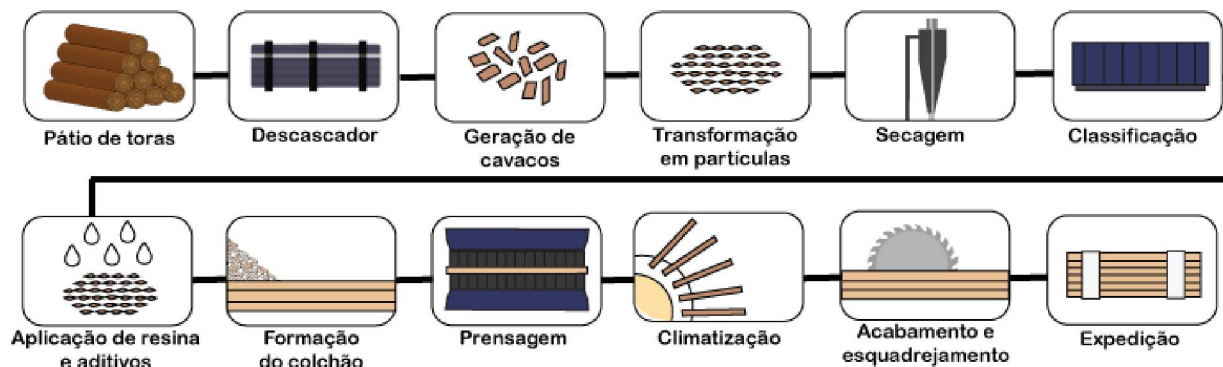 Pátio de toras
Descascador
Geração de
cavacos
Transformação
em partículas
Secagem
Classificação
Aplicação de resina
e aditivos
Formação
do colchão
Prensagem
Climatização
Acabamento e
esquadrejamento
Expedição